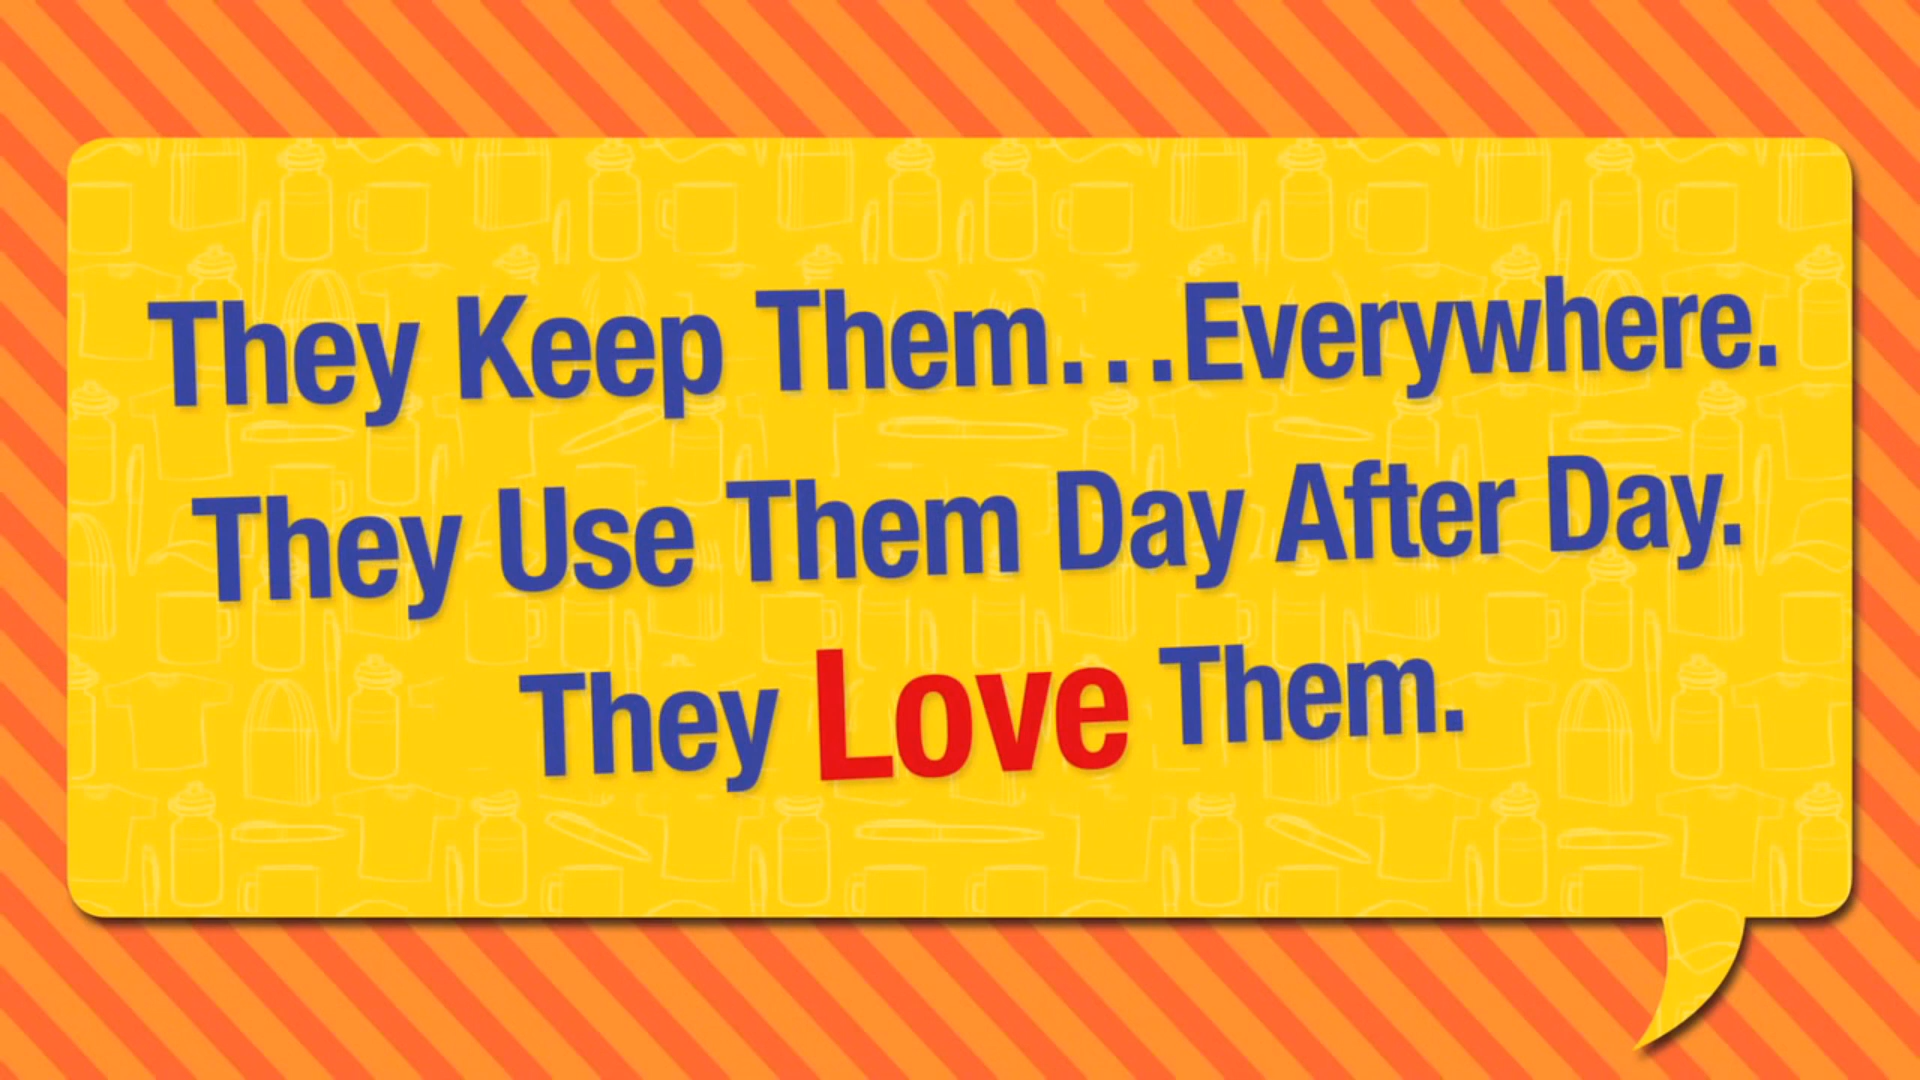 They Keep Them...Everywhere.
They Use Them Day After Day.
They Love Them.